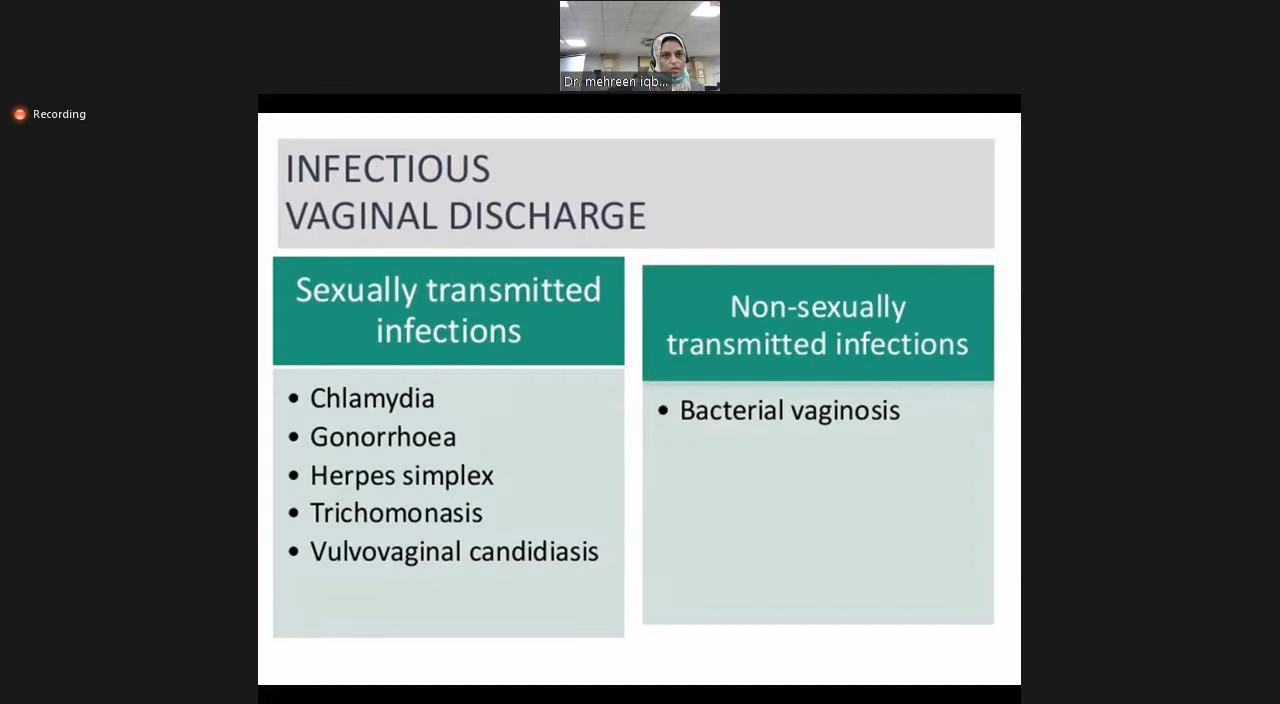 Dr. mehreen iqb...
Recording
INFECTIOUS
VAGINAL DISCHARGE
Sexually transmitted
infections
• Chlamydia
• Gonorrhoea
• Herpes simplex
• Trichomonasis
• Vulvovaginal candidiasis
Non-sexually
transmitted infections
• Bacterial vaginosis